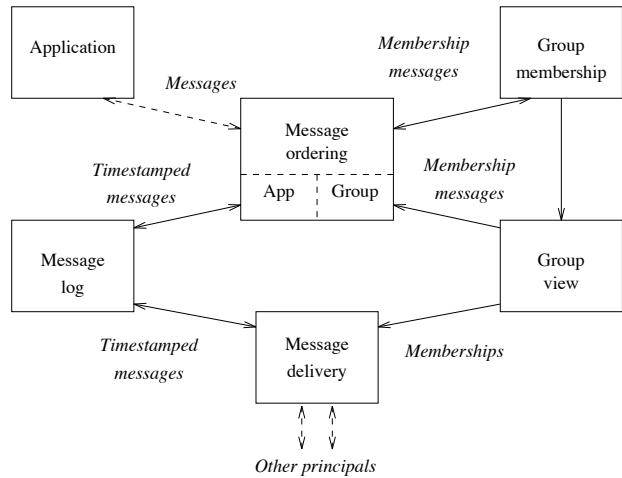 Application
Messages
Membership
messages
Group
membership
Message
ordering
App
Group
Timestamped
messages
Membership
messages
Message
log
Group
view
Timestamped
messages
Message
delivery
Memberships
Other principals